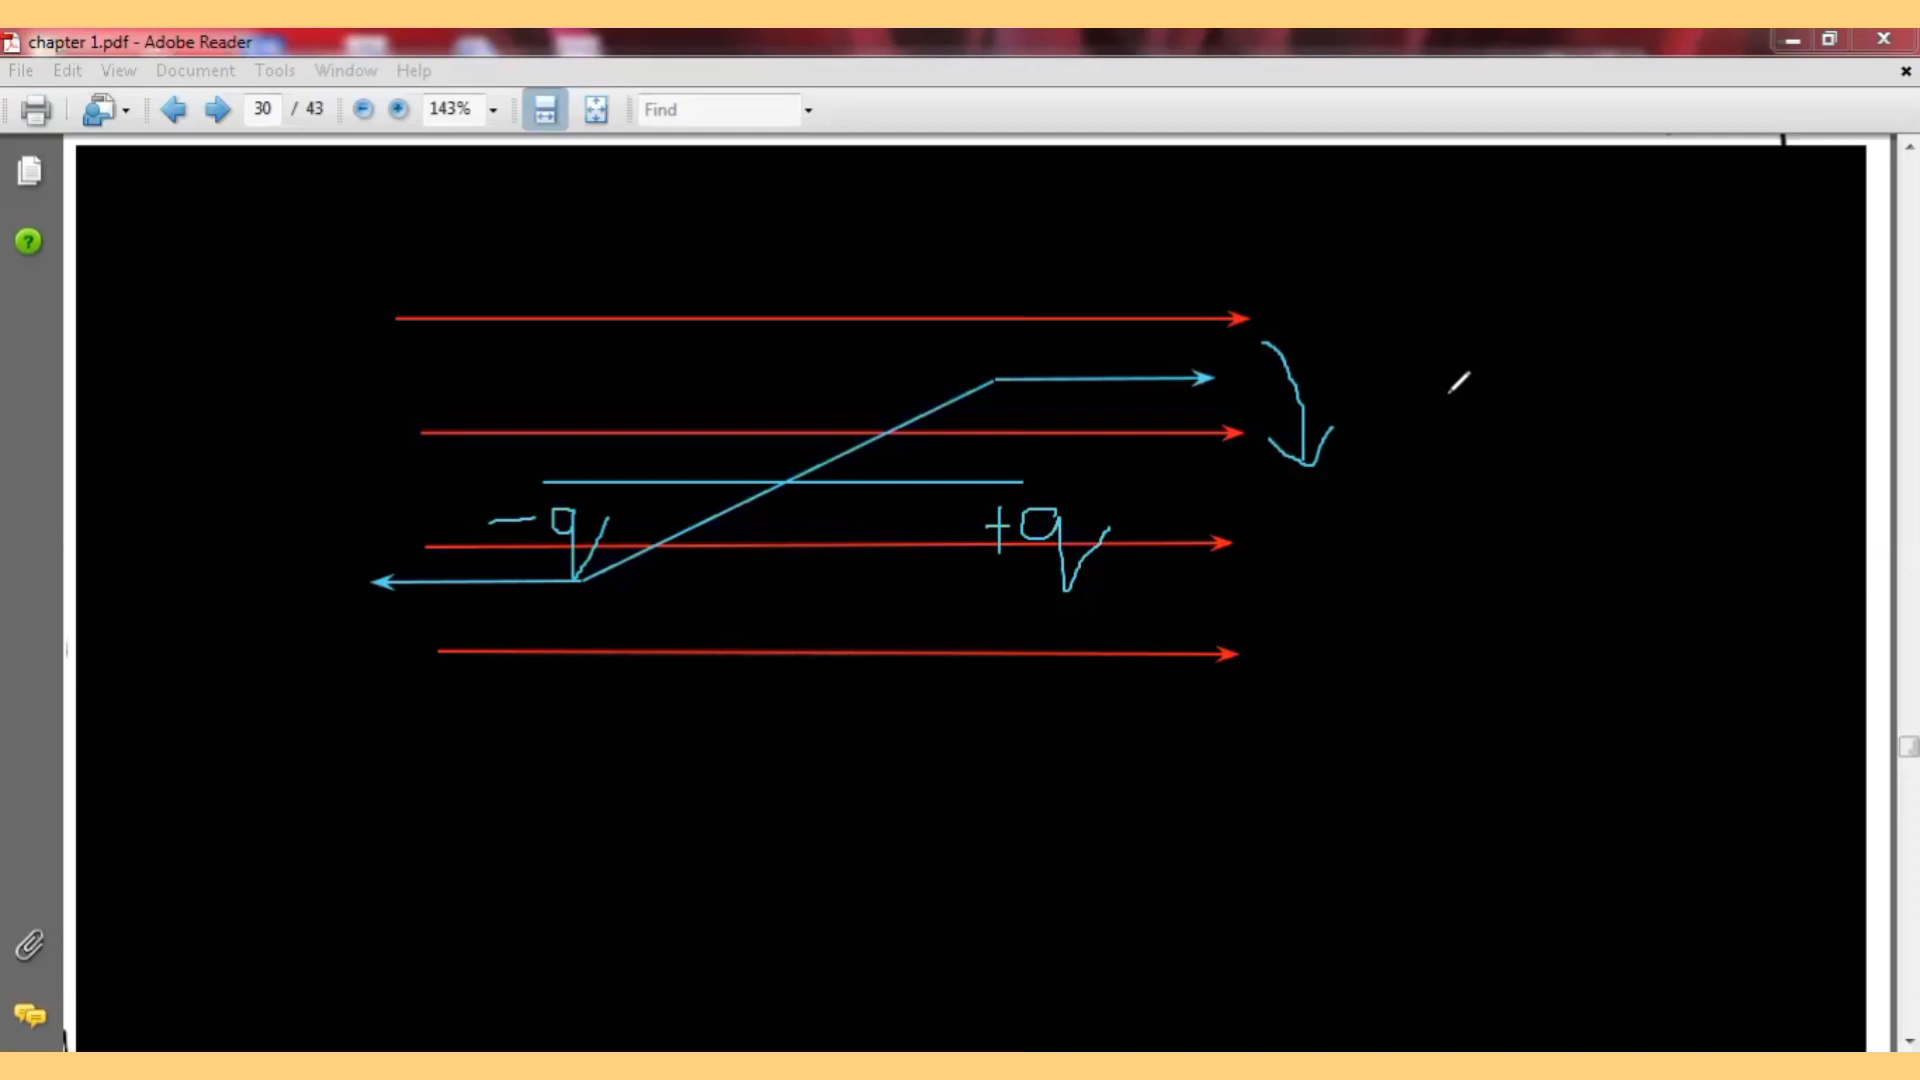 chapter 1.pdf - Adobe Reader
File Edit View Document Tools Window Help
30 / 43 143% Find
-q +q